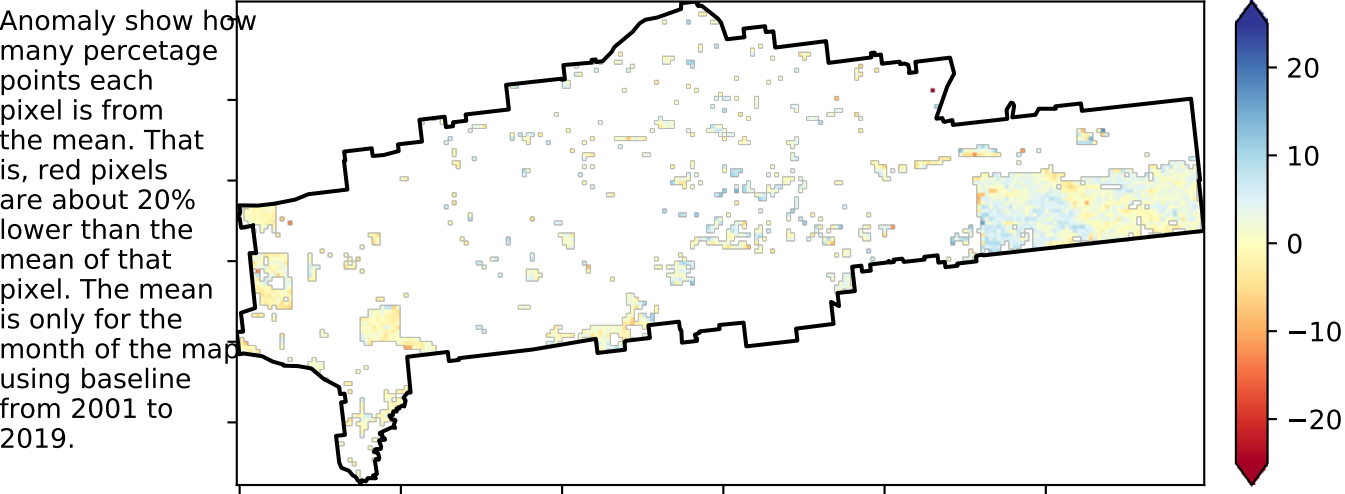 Anomaly show how
many percetage
points each
pixel is from
the mean. That
is, red pixels
are about 20%
lower than the
mean of that
pixel. The mean
is only for the
month of the map
using baseline
from 2001 to
2019.
20
10
0
−10
−20